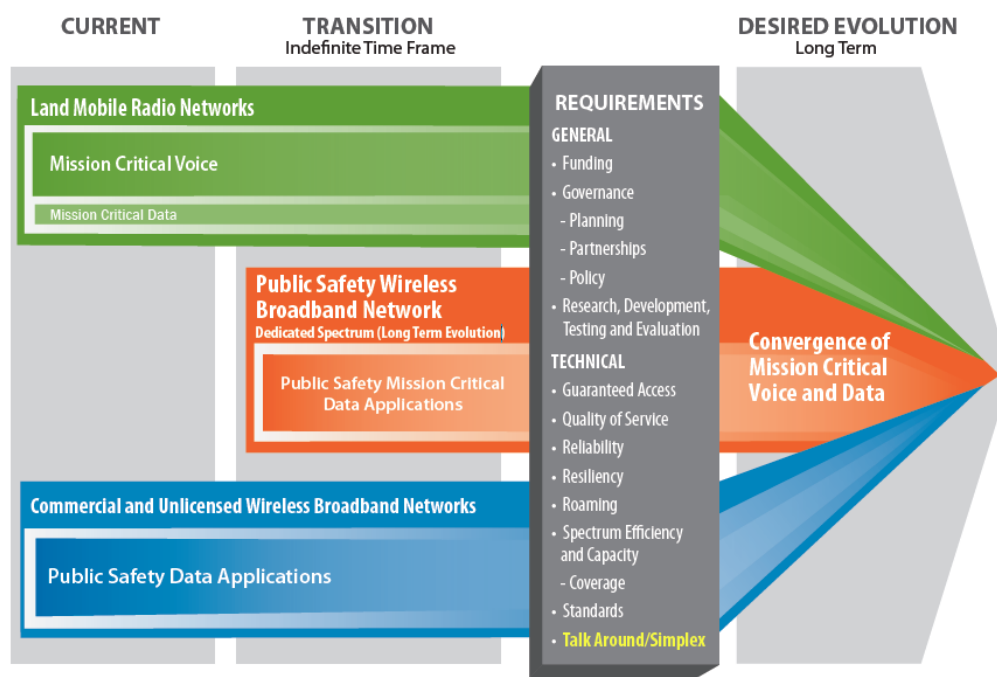 CURRENT
TRANSITION
Indefinite Time Frame
DESIRED EVOLUTION
Long Term
Land Mobile Radio Networks
Mission Critical Voice
Mission Critical Data
Public Safety Wireless
Broadband Network
Dedicated Spectrum (Long Term Evolution)
Public Safety Mission Critical
Data Applications
Commercial and Unlicensed Wireless Broadband Networks
Public Safety Data Applications
REQUIREMENTS
GENERAL
• Funding
• Governance
- Planning
- Partnerships
- Policy
• Research, Development,
Testing and Evaluation
TECHNICAL
• Guaranteed Access
• Quality of Service
• Reliability
• Resiliency
• Roaming
• Spectrum Efficiency
and Capacity
- Coverage
• Standards
• Talk Around/Simplex
Convergence of
Mission Critical
Voice and Data